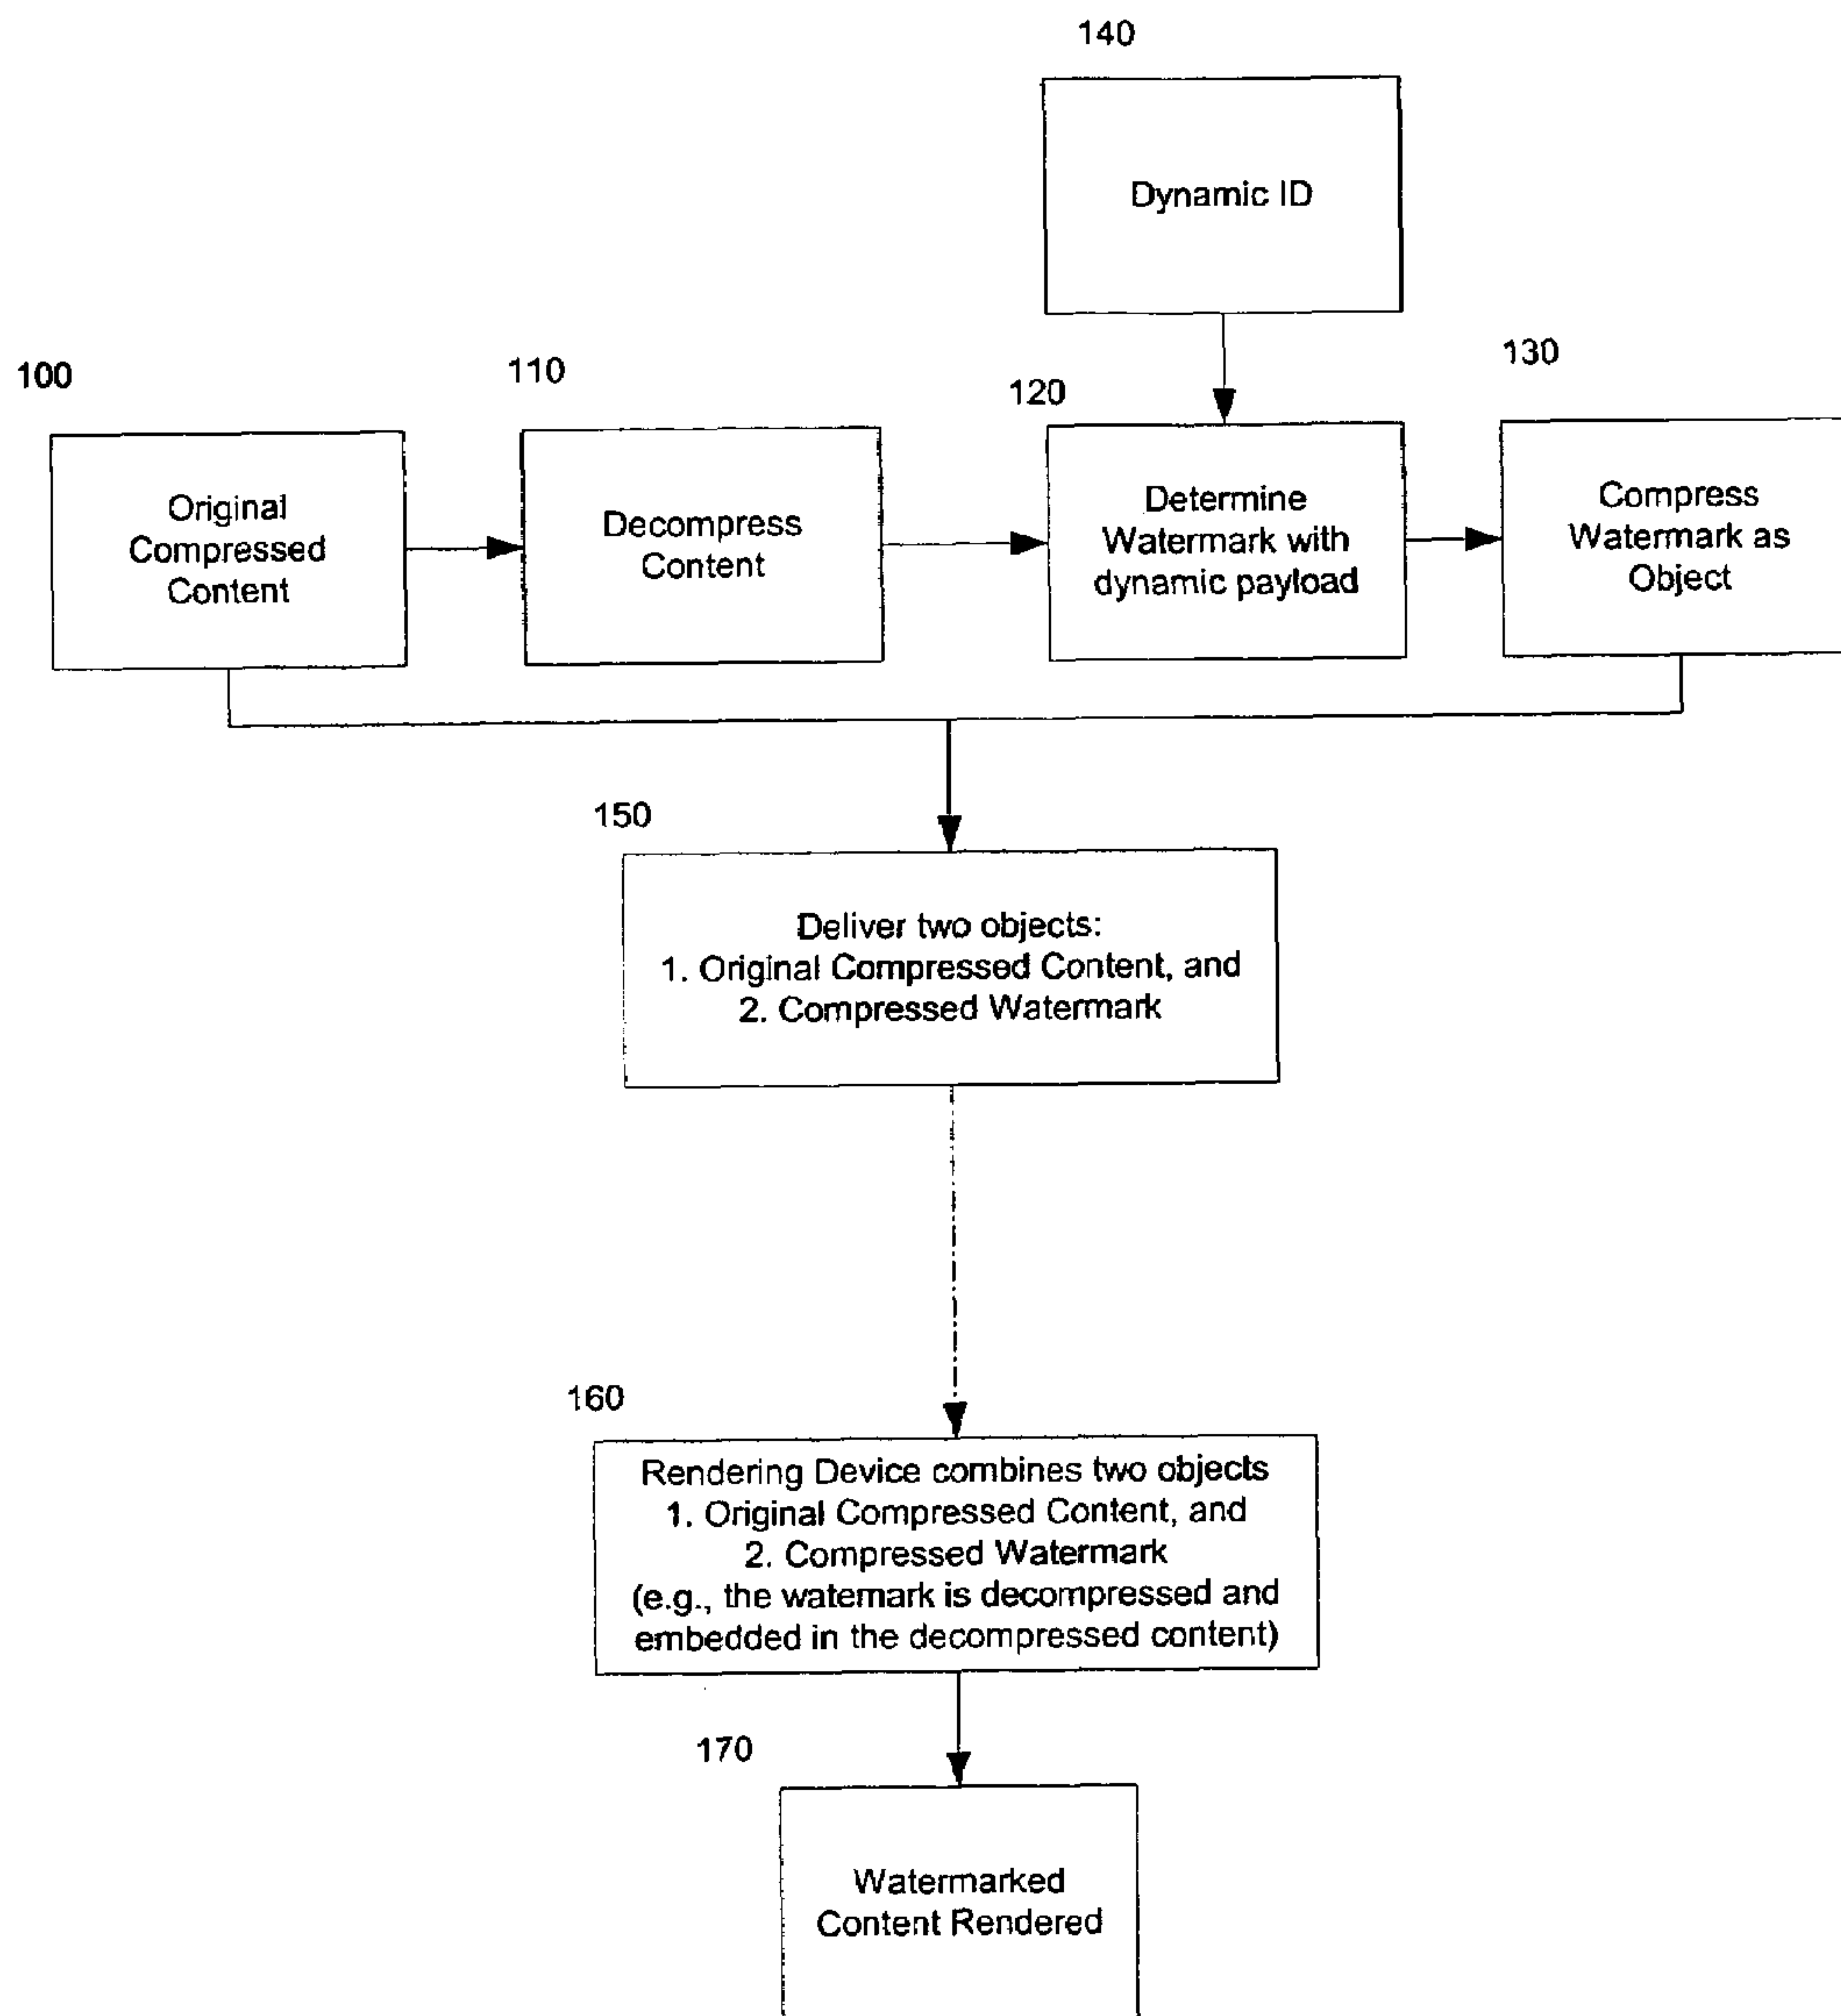 140
Dynamic ID
100
110
120
130
Original
Compressed
Content
Decompress
Content
Determine
Watermark with
dynamic payload
Compress
Watermark as
Object
150
Deliver two objects:
1. Original Compressed Content, and
2. Compressed Watermark
160
Rendering Device combines two objects
1. Original Compressed Content, and
2. Compressed Watermark
(e.g., the watemark is decompressed and
embedded in the decompressed content)
170
Watermarked
Content Rendered